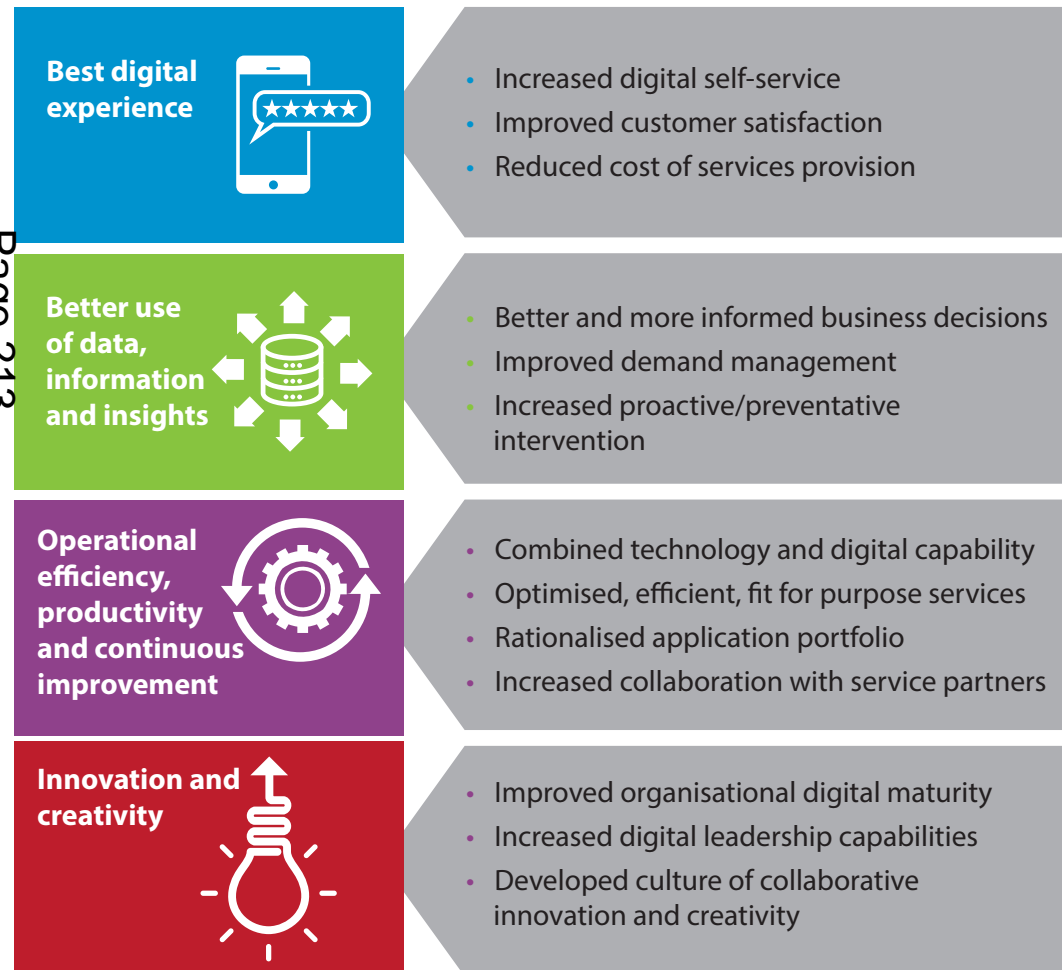 Best digital
experience
• Increased digital self-service
• Improved customer satisfaction
• Reduced cost of services provision
Page 213
Better use
of data,
information
and insights
• Better and more informed business decisions
• Improved demand management
• Increased proactive/preventative
intervention
Operational
efficiency,
productivity
and continuous
improvement
• Combined technology and digital capability
• Optimised, efficient, fit for purpose services
• Rationalised application portfolio
• Increased collaboration with service partners
Innovation and
creativity
• Improved organisational digital maturity
• Increased digital leadership capabilities
• Developed culture of collaborative
innovation and creativity